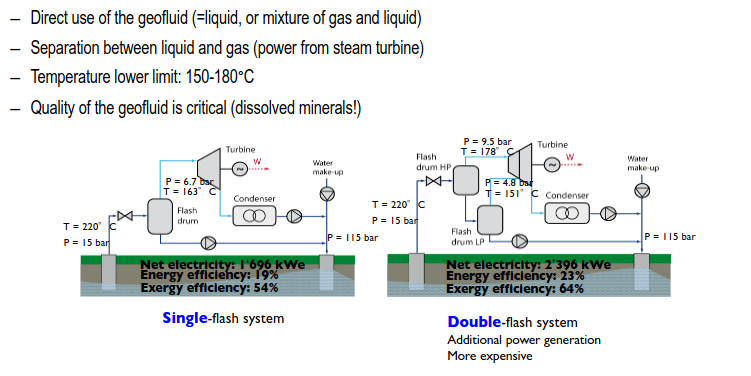 – Direct use of the geofluid (=liquid, or mixture of gas and liquid)
– Separation between liquid and gas (power from steam turbine)
– Temperature lower limit: 150-180°C
– Quality of the geofluid is critical (dissolved minerals!)
Turbine
W
Water
make-up
P = 6.7 bar
T = 163° C
Flash
drum
Condenser
T = 220° C
P = 15 bar
P = 115 bar
Net electricity: 1'696 kWe
Energy efficiency: 19%
Exergy efficiency: 54%
Single-flash system
P = 9.5 bar
T = 178° C
Turbine
W
Flash
drum HP
Water
make-up
P = 4.8 bar
T = 151° C
Condenser
T = 220° C
P = 15 bar
Flash
drum LP
P = 115 bar
Net electricity: 2'396 kWe
Energy efficiency: 23%
Exergy efficiency: 64%
Double-flash system
Additional power generation
More expensive